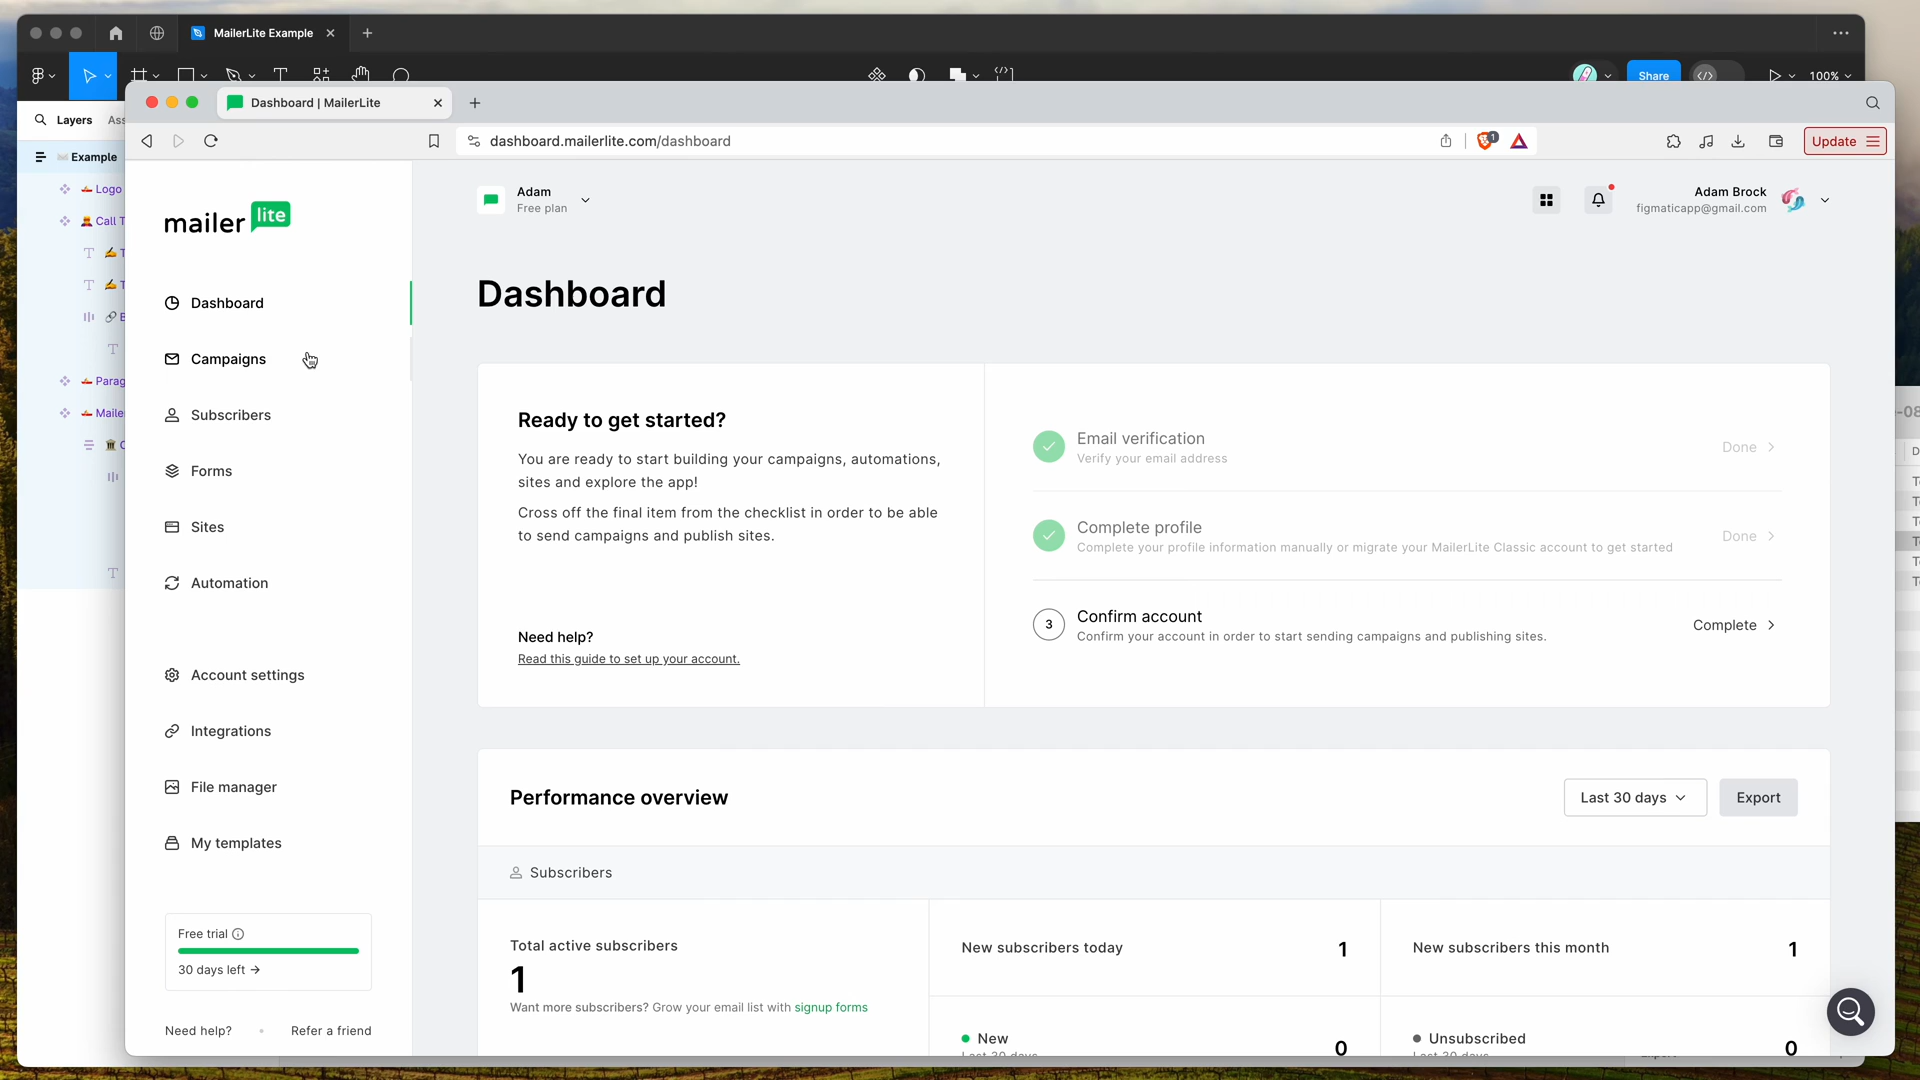 MailerLite Example
Share
100%
Layers
Ass
Dashboard | MailerLite
dashboard.mailerlite.com/dashboard
1
Update
Example
Logo
Call T
Parag
Maile
mailer lite
Dashboard
Campaigns
Subscribers
Forms
Sites
Automation
Account settings
Integrations
File manager
My templates
Free trial
30 days left →
Need help?
Refer a friend
Adam
Free plan
Adam Brock
figmaticapp@gmail.com
Dashboard
Ready to get started?
You are ready to start building your campaigns, automations,
sites and explore the app!
Cross off the final item from the checklist in order to be able
to send campaigns and publish sites.
Need help?
Read this guide to set up your account.
Email verification
Verify your email address
Done
Complete profile
Complete your profile information manually or migrate your MailerLite Classic account to get started
Done
3
Confirm account
Confirm your account in order to start sending campaigns and publishing sites.
Complete
Performance overview
Last 30 days
Export
Subscribers
Total active subscribers
1
Want more subscribers? Grow your email list with signup forms
New subscribers today
1
New subscribers this month
1
New
Last 30 days
0
Unsubscribed
Last 30 days
0
-08